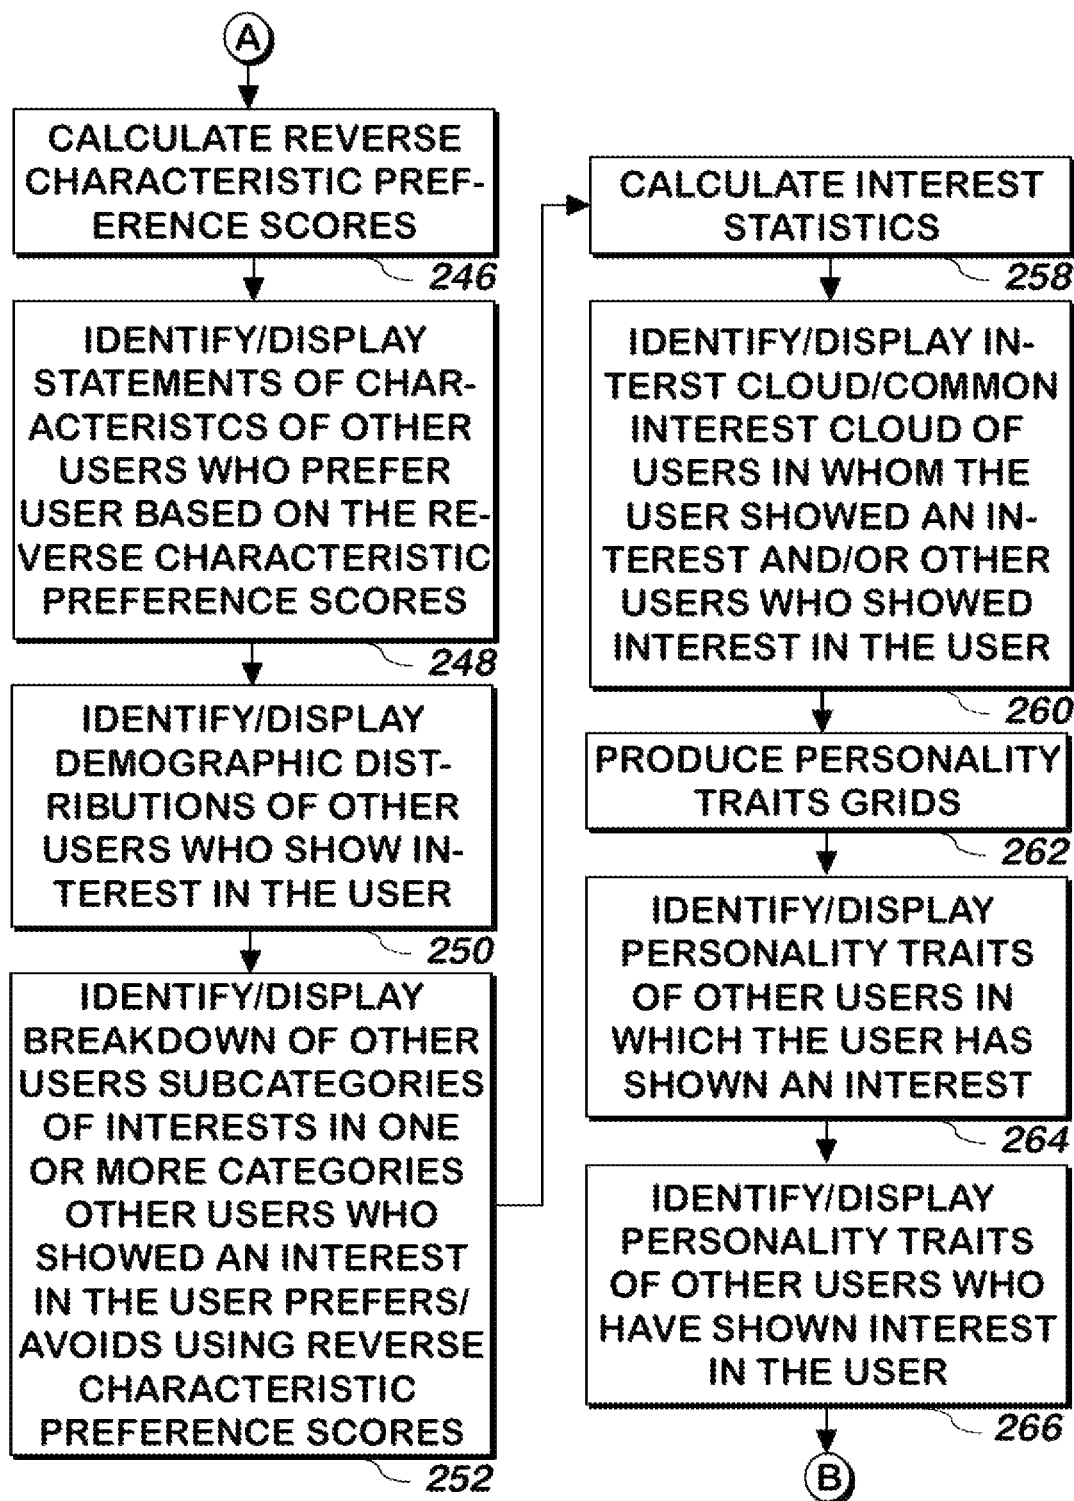 A
CALCULATE REVERSE
CHARACTERISTIC PREF-
ERENCE SCORES
246
IDENTIFY/DISPLAY
STATEMENTS OF CHAR-
ACTERISTCS OF OTHER
USERS WHO PREFER
USER BASED ON THE RE-
VERSE CHARACTERISTIC
PREFERENCE SCORES
248
IDENTIFY/DISPLAY
DEMOGRAPHIC DIST-
RIBUTIONS OF OTHER
USERS WHO SHOW IN-
TEREST IN THE USER
250
IDENTIFY/DISPLAY
BREAKDOWN OF OTHER
USERS SUBCATEGORIES
OF INTERESTS IN ONE
OR MORE CATEGORIES
OTHER USERS WHO
SHOWED AN INTEREST
IN THE USER PREFERS/
AVOIDS USING REVERSE
CHARACTERISTIC
PREFERENCE SCORES
252
CALCULATE INTEREST
STATISTICS
258
IDENTIFY/DISPLAY IN-
TERST CLOUD/COMMON
INTEREST CLOUD OF
USERS IN WHOM THE
USER SHOWED AN IN-
TEREST AND/OR OTHER
USERS WHO SHOWED
INTEREST IN THE USER
260
PRODUCE PERSONALITY
TRAITS GRIDS
262
IDENTIFY/DISPLAY
PERSONALITY TRAITS
OF OTHER USERS IN
WHICH THE USER HAS
SHOWN AN INTEREST
264
IDENTIFY/DISPLAY
PERSONALITY TRAITS
OF OTHER USERS WHO
HAVE SHOWN INTEREST
IN THE USER
266
B